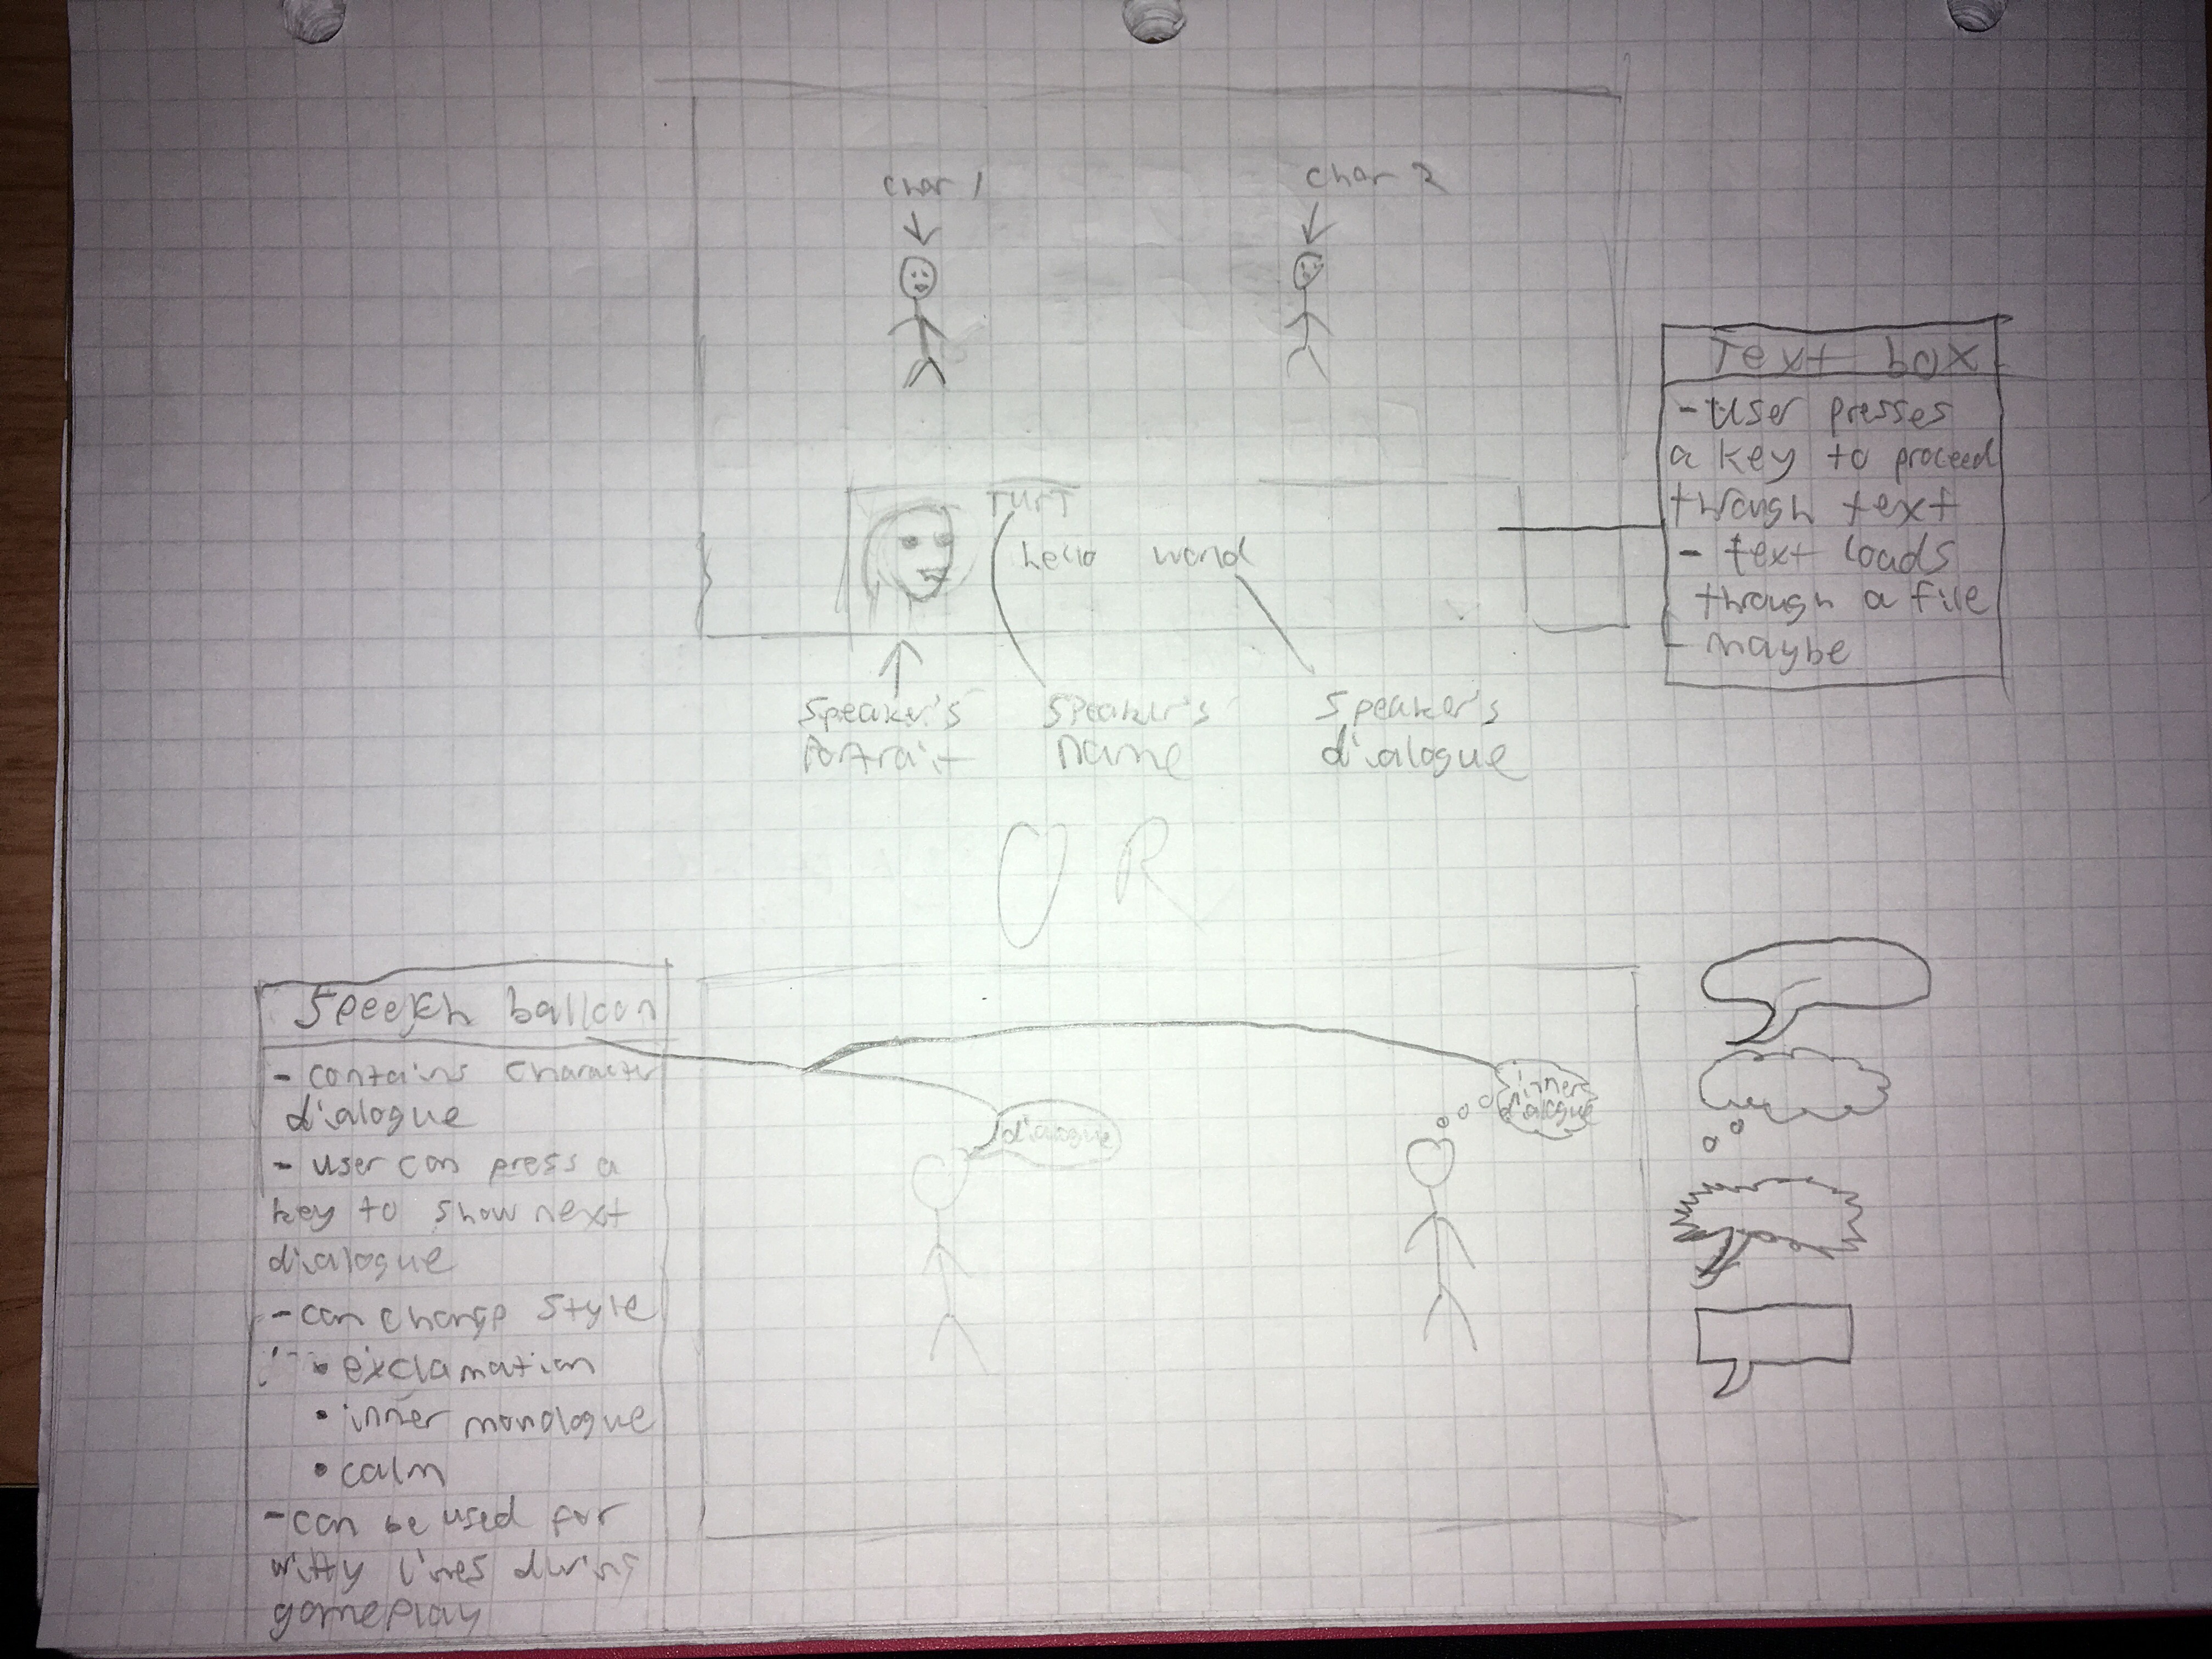 char 1
char 2
Text box
- User presses
a key to proceed
through text
- text loads
through a file
- maybe
TurT
hello world
Speaker's
Portrait
Speaker's
name
Speaker's
dialogue
OR
Speekh balloon
- contains character
dialogue
- user can press a
key to show next
dialogue
- can change style
• exclamation
• inner monologue
• calm
- can be used for
witty lines during
gameplay
dialogue
inner
dialogue